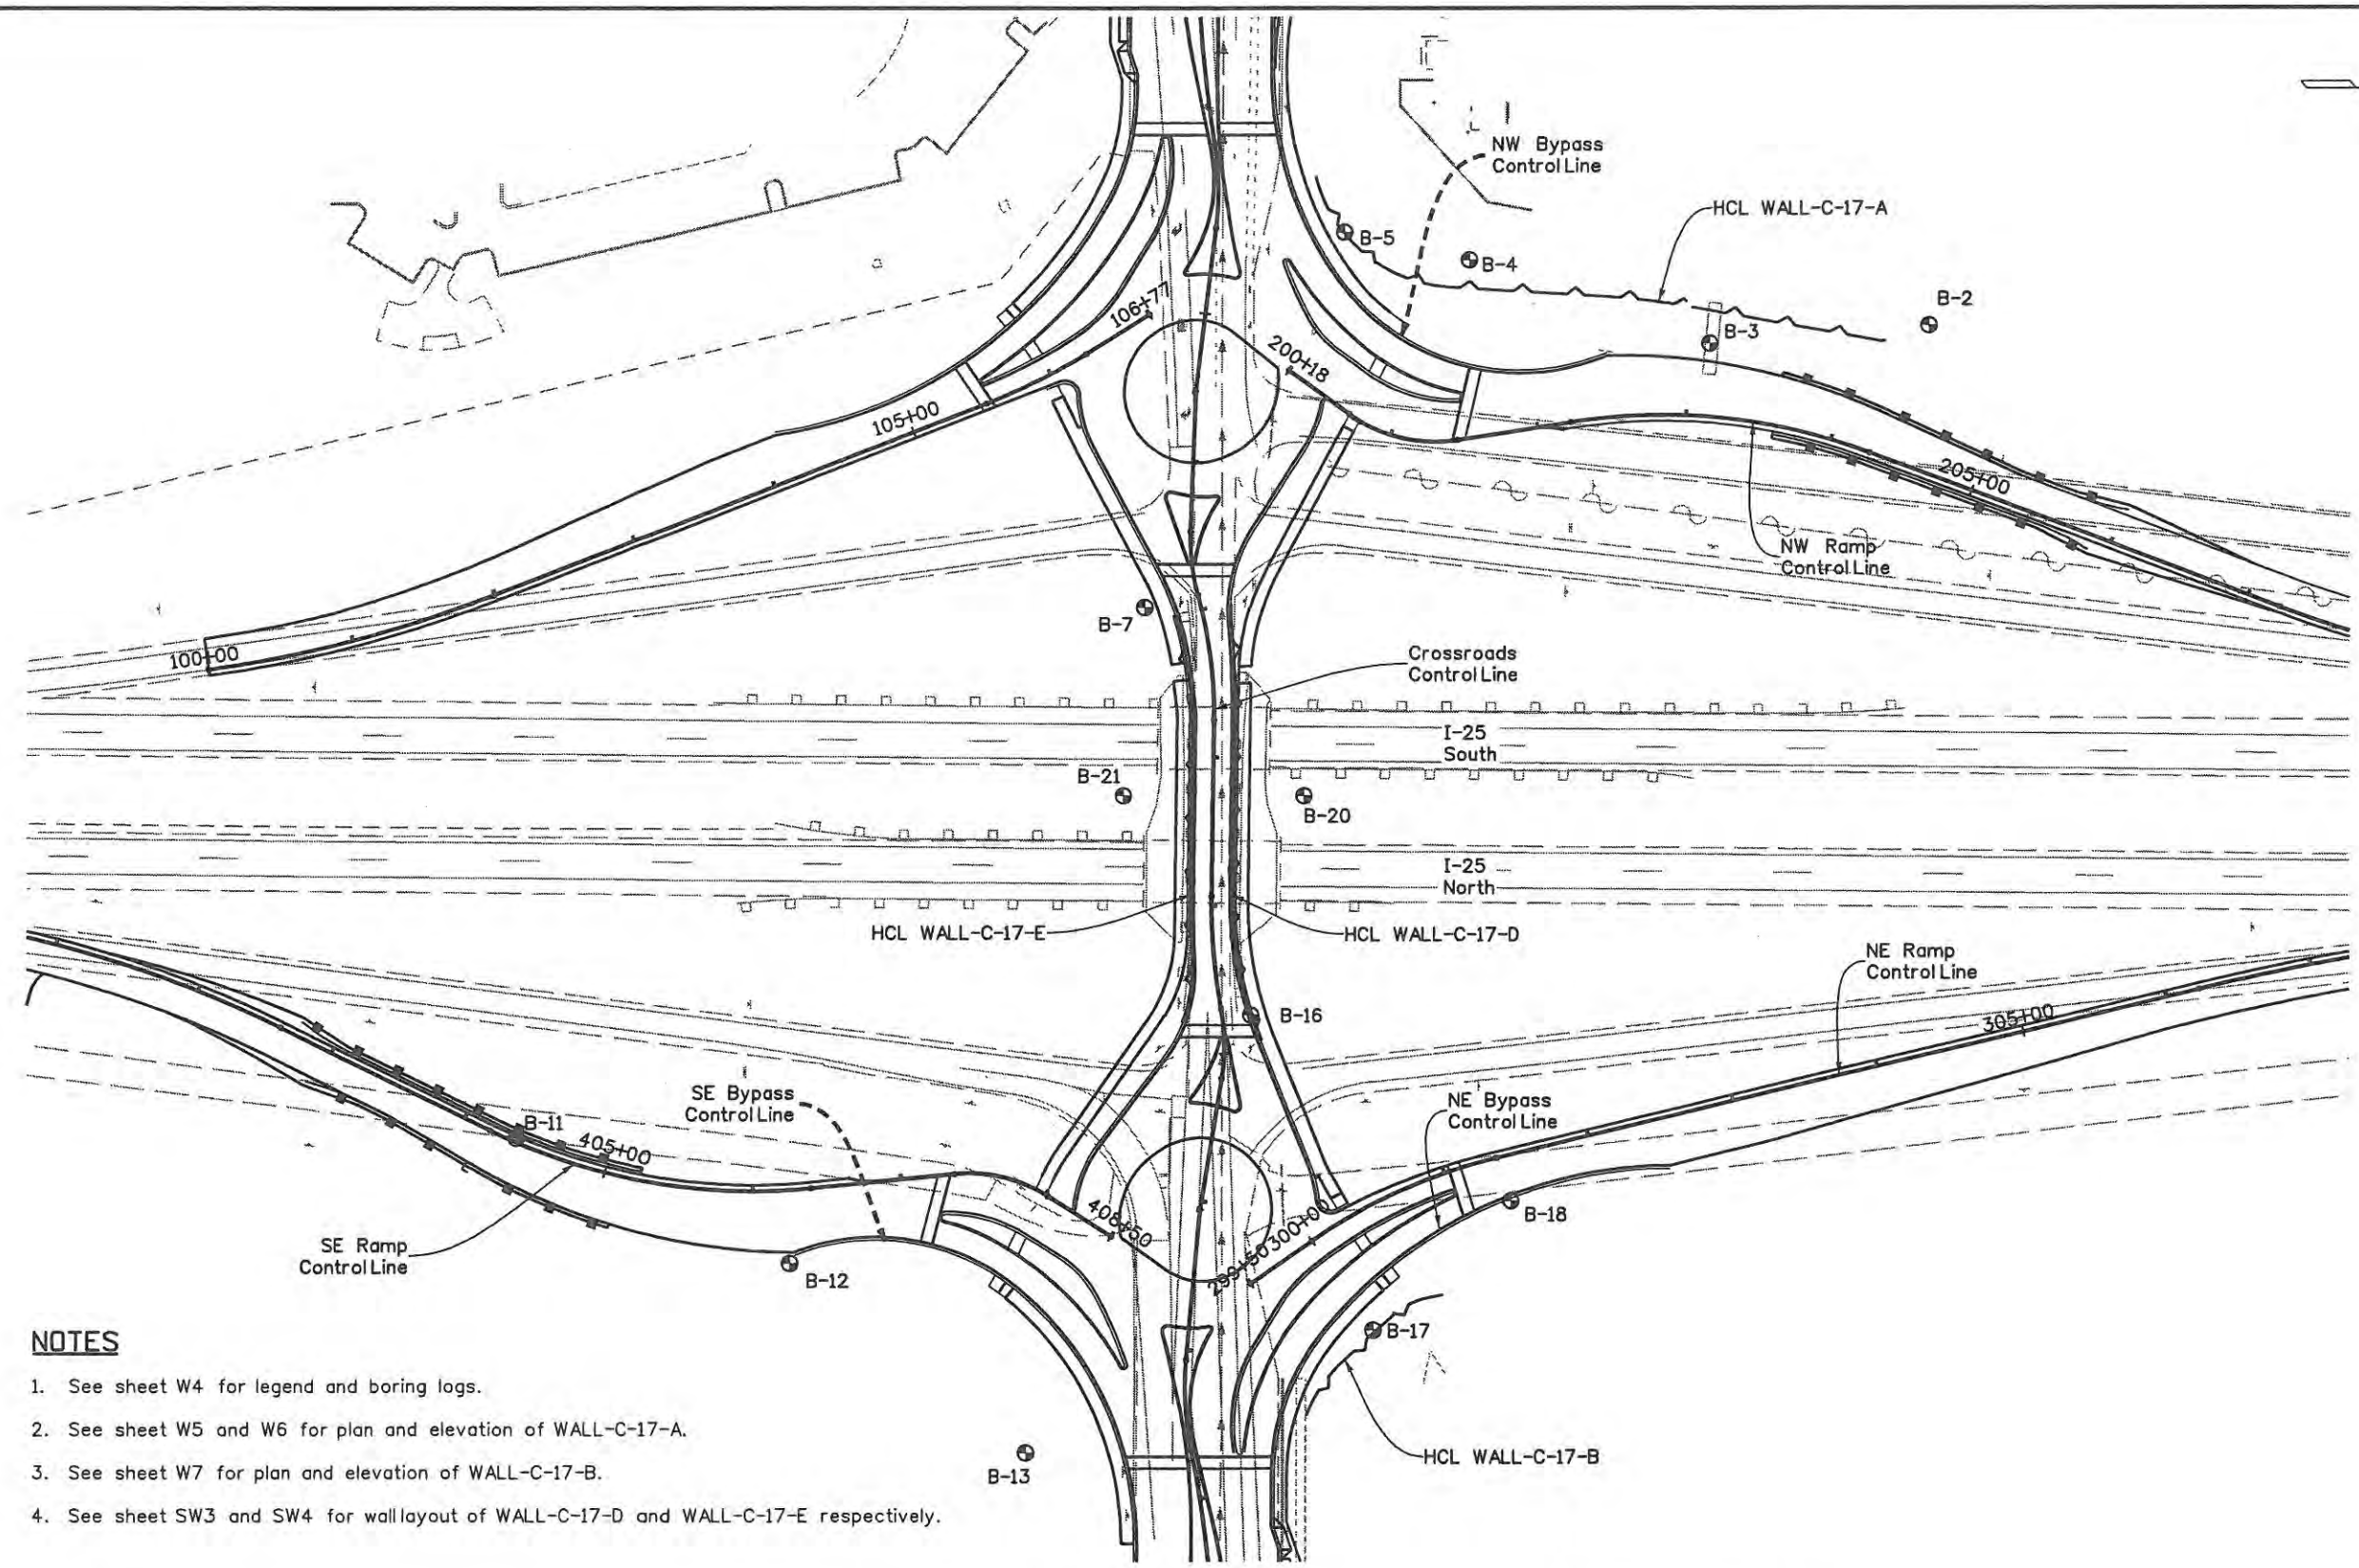 NW Bypass
Control Line
HCL WALL-C-17-A
B-5
B-4
B-2
106+77
B-3
200+18
105+00
205+00
NW Ramp
Control Line
B-7
100+00
Crossroads
Control Line
I-25
South
B-21
B-20
I-25
North
HCL WALL-C-17-E
HCL WALL-C-17-D
NE Ramp
Control Line
B-16
305+00
SE Bypass
Control Line
NE Bypass
Control Line
B-11
405+00
408+50
299+50
300+00
B-18
SE Ramp
Control Line
B-12
B-17
HCL WALL-C-17-B
B-13
NOTES
1. See sheet W4 for legend and boring logs.
2. See sheet W5 and W6 for plan and elevation of WALL-C-17-A.
3. See sheet W7 for plan and elevation of WALL-C-17-B.
4. See sheet SW3 and SW4 for wall layout of WALL-C-17-D and WALL-C-17-E respectively.